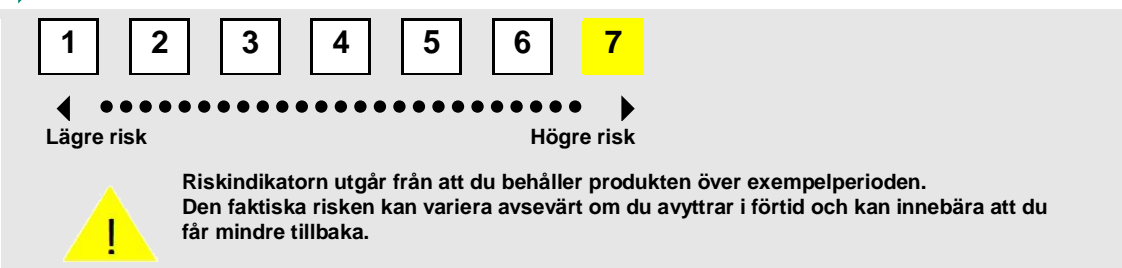 1 2 3 4 5 6 7
Lägre risk Högre risk
Riskindikatorn utgår från att du behåller produkten över exempelperioden.
Den faktiska risken kan variera avsevärt om du avyttrar i förtid och kan innebära att du
får mindre tillbaka.
!